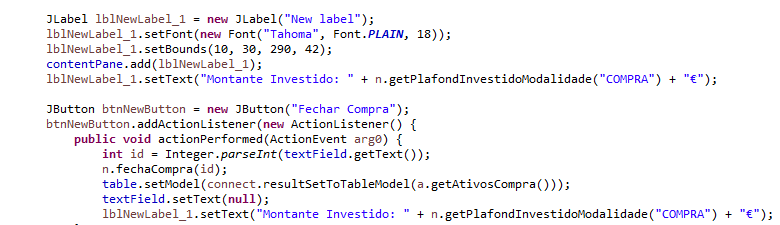 JLabel lblNewLabel_1 = new JLabel("New label");
lblNewLabel_1.setFont(new Font("Tahoma", Font.PLAIN, 18));
lblNewLabel_1.setBounds(10, 30, 290, 42);
contentPane.add(lblNewLabel_1);
lblNewLabel_1.setText("Montante Investido: " + n.getPlafondInvestidoModalidade("COMPRA") + "€");

JButton btnNewButton = new JButton("Fechar Compra");
btnNewButton.addActionListener(new ActionListener() {
    public void actionPerformed(ActionEvent arg0) {
        int id = Integer.parseInt(textField.getText());
        n.fechaCompra(id);
        table.setModel(connect.resultSetToTableModel(a.getAtivosCompra()));
        textField.setText(null);
        lblNewLabel_1.setText("Montante Investido: " + n.getPlafondInvestidoModalidade("COMPRA") + "€");